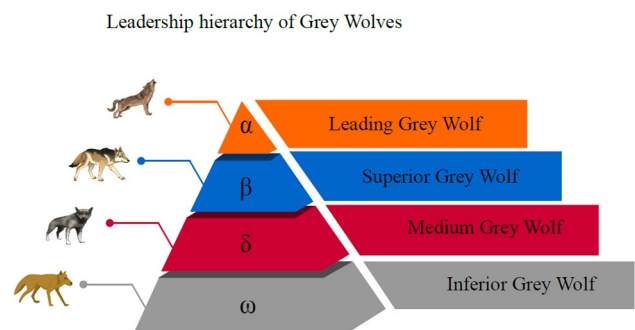 Leadership hierarchy of Grey Wolves
α
Leading Grey Wolf
β
Superior Grey Wolf
δ
Medium Grey Wolf
ω
Inferior Grey Wolf